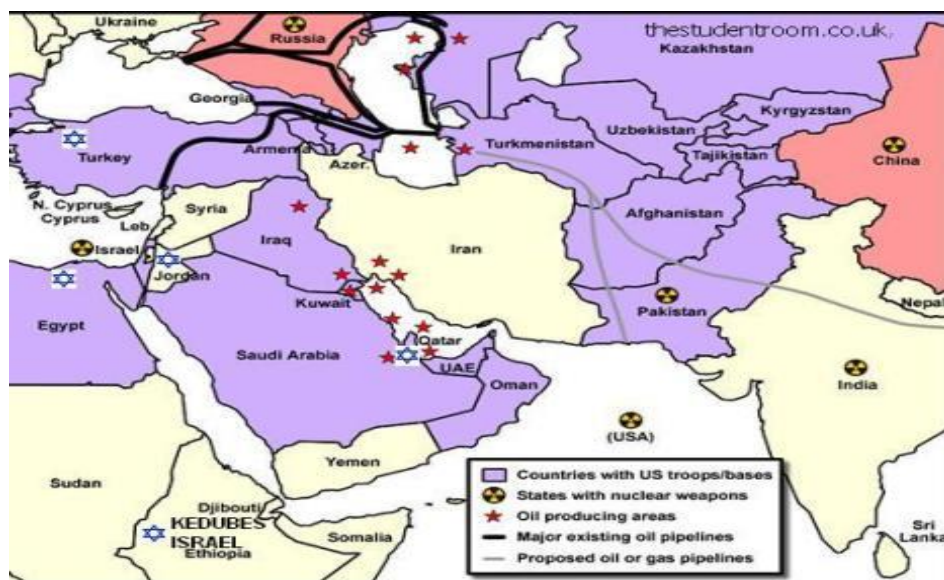 Ukraine
Russia
thestudentroom.co.uk,
Kazakhstan
Georgia
Kyrgyzstan
Uzbekistan
Turkey
Armenia
Azer.
Turkmenistan
Tajikistan
China
N. Cyprus
Cyprus
Syria
Leb.
Afghanistan
Israel
Iraq
Iran
Jordan
Kuwait
Pakistan
Nepal
Egypt
Saudi Arabia
Qatar
UAE
Oman
India
(USA)
Yemen
Sudan
Djibouti
KEDUBES
ISRAEL
Ethiopia
Somalia
Sri
Lanka
Countries with US troops/bases
States with nuclear weapons
Oil producing areas
Major existing oil pipelines
Proposed oil or gas pipelines